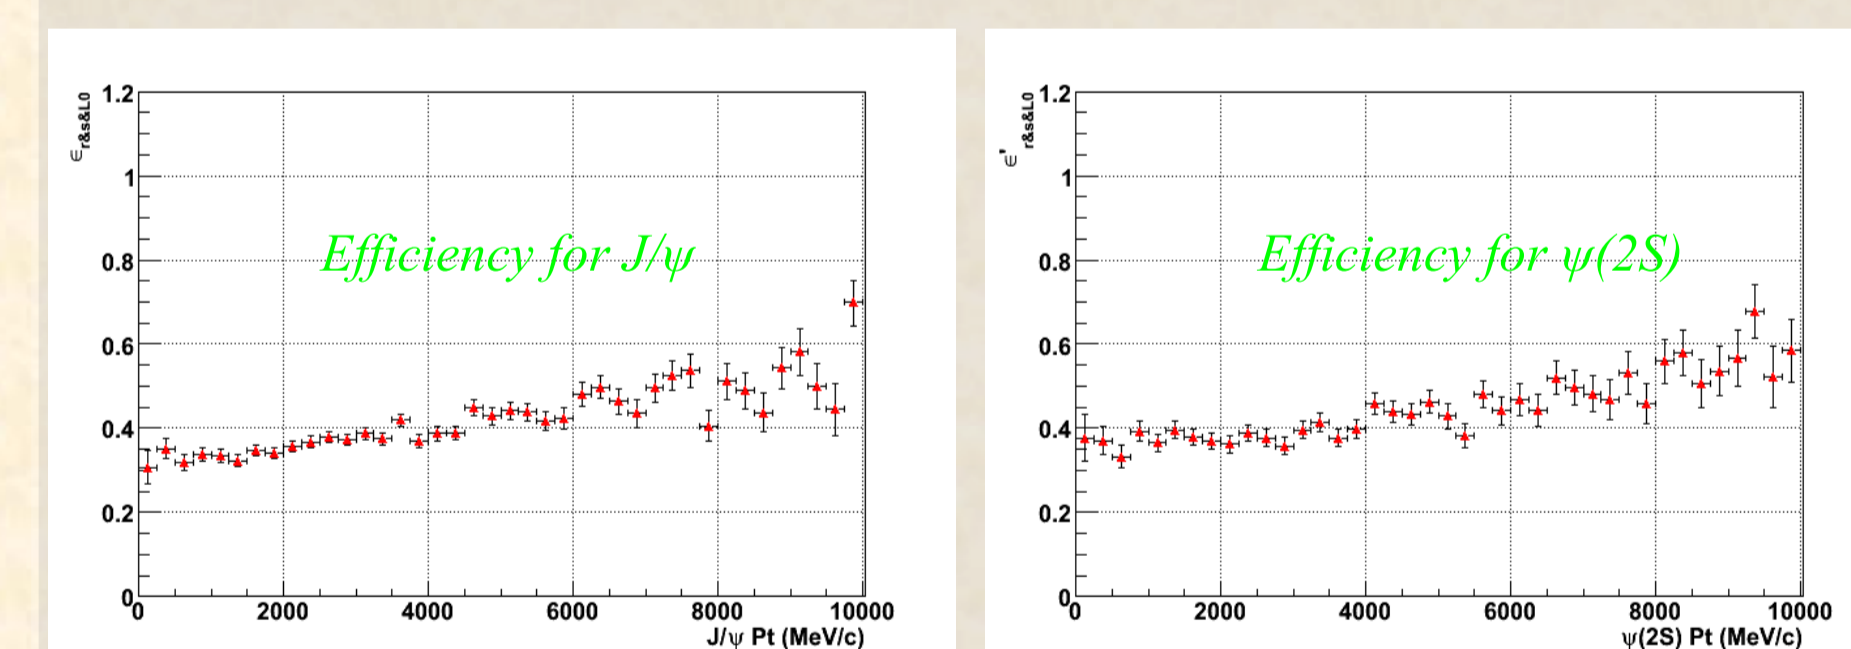 1.2
ϵr&s&L0
1
Efficiency for J/ψ
0.8
0.6
0.4
0.2
0
0 2000 4000 6000 8000 10000
J/ψ Pt (MeV/c)
1.2
ϵ' r&s&L0
1
Efficiency for ψ(2S)
0.8
0.6
0.4
0.2
0
0 2000 4000 6000 8000 10000
ψ(2S) Pt (MeV/c)